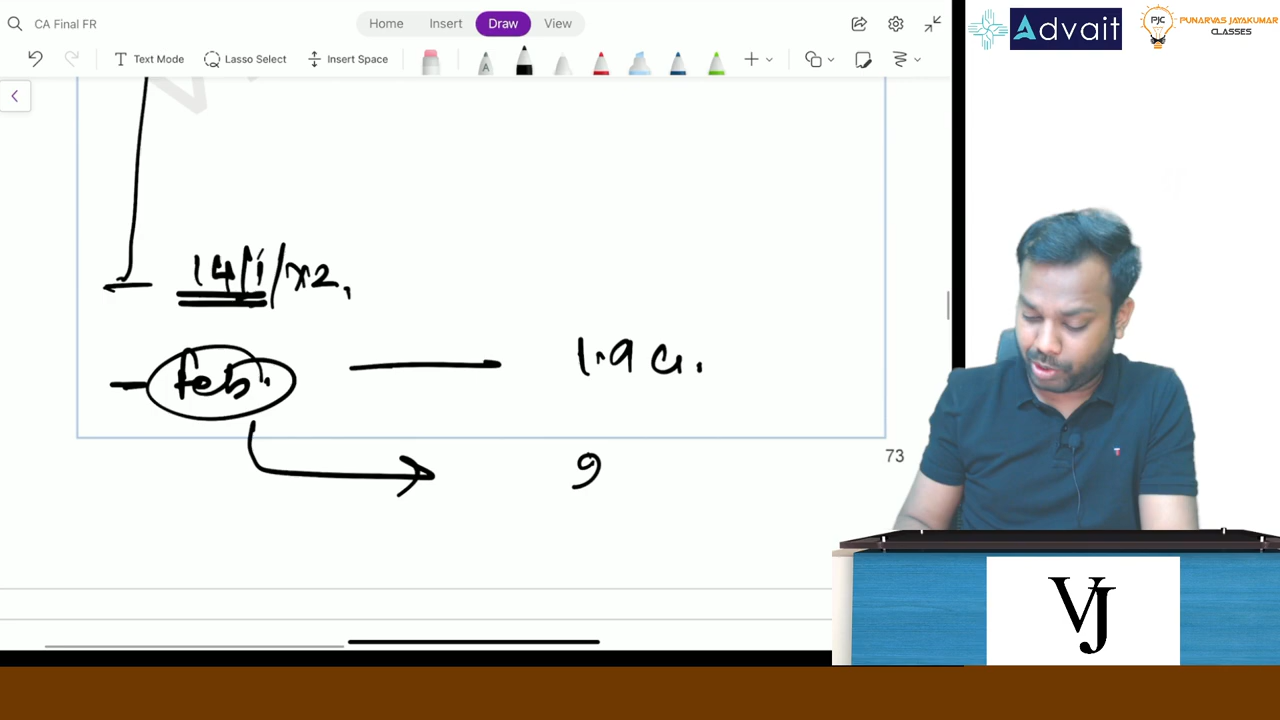 CA Final FR
Home Insert Draw View
Text Mode Lasso Select Insert Space
Advait
PJC PUNARVAS JAYAKUMAR
CLASSES
14/1/x2.
feb. 1.9 Cr.
9
73
VJ